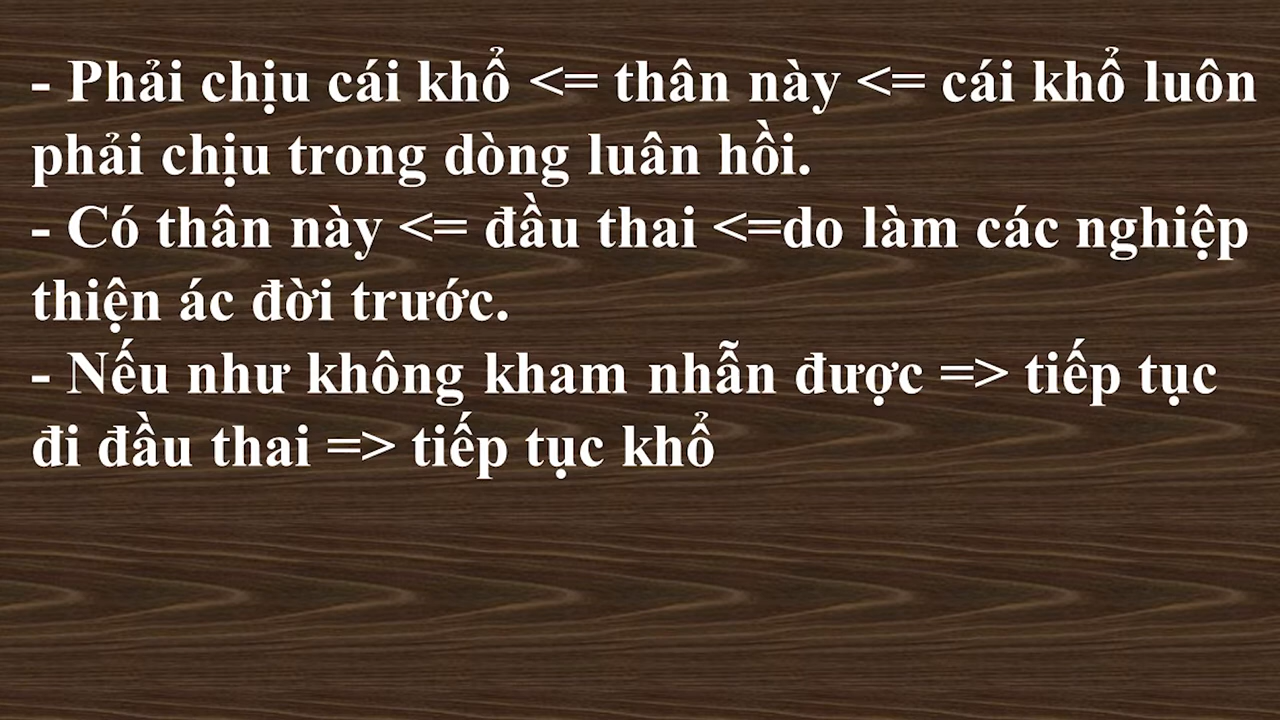 - Phải chịu cái khổ <= thân này <= cái khổ luôn
phải chịu trong dòng luân hồi.
- Có thân này <= đầu thai <=do làm các nghiệp
thiện ác đời trước.
- Nếu như không kham nhẫn được => tiếp tục
đi đầu thai => tiếp tục khổ